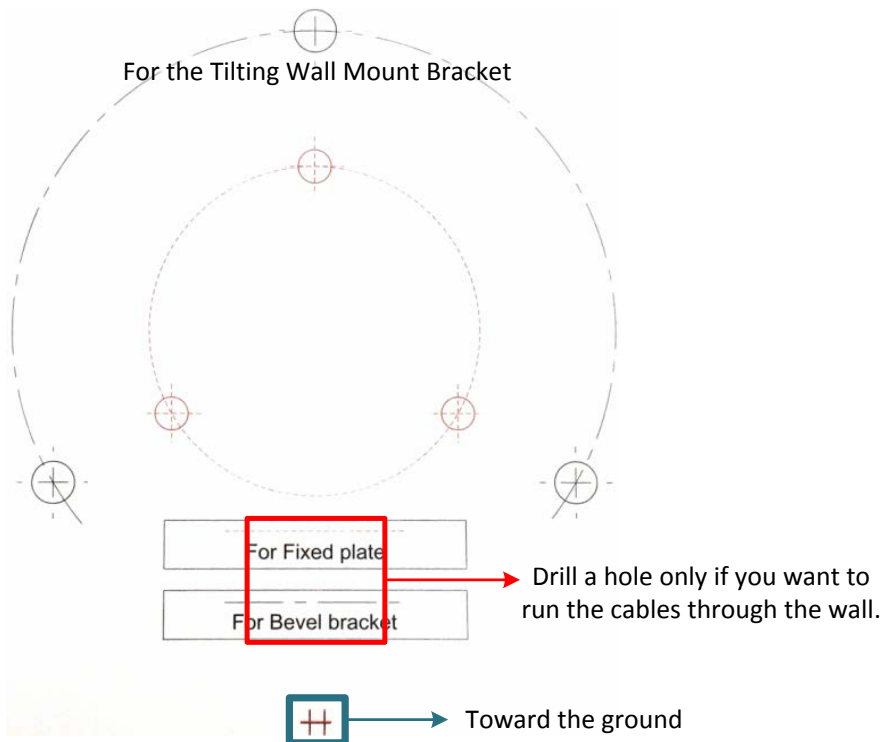 For the Tilting Wall Mount Bracket
For Fixed plate
For Bevel bracket
Drill a hole only if you want to
run the cables through the wall.
Toward the ground